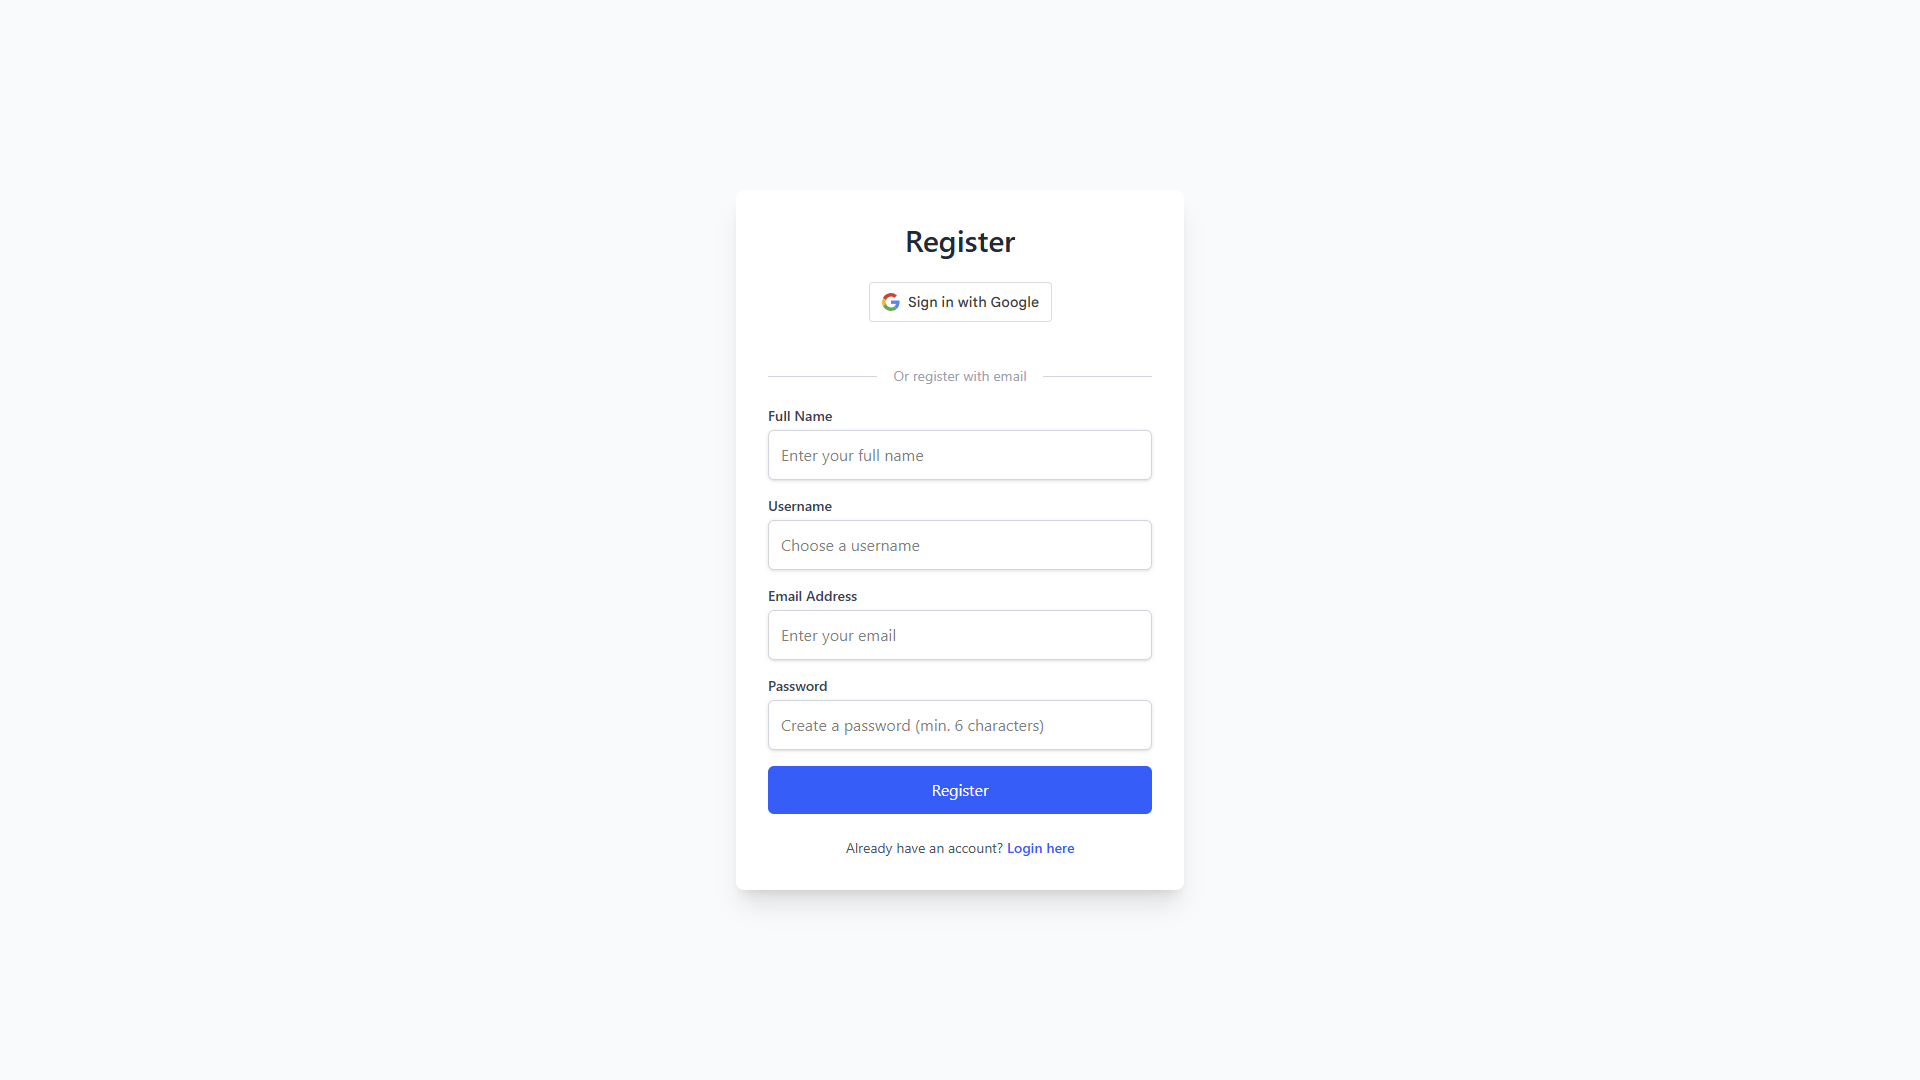 Register
Sign in with Google
Or register with email
Full Name
Enter your full name
Username
Choose a username
Email Address
Enter your email
Password
Create a password (min. 6 characters)
Register
Already have an account? Login here